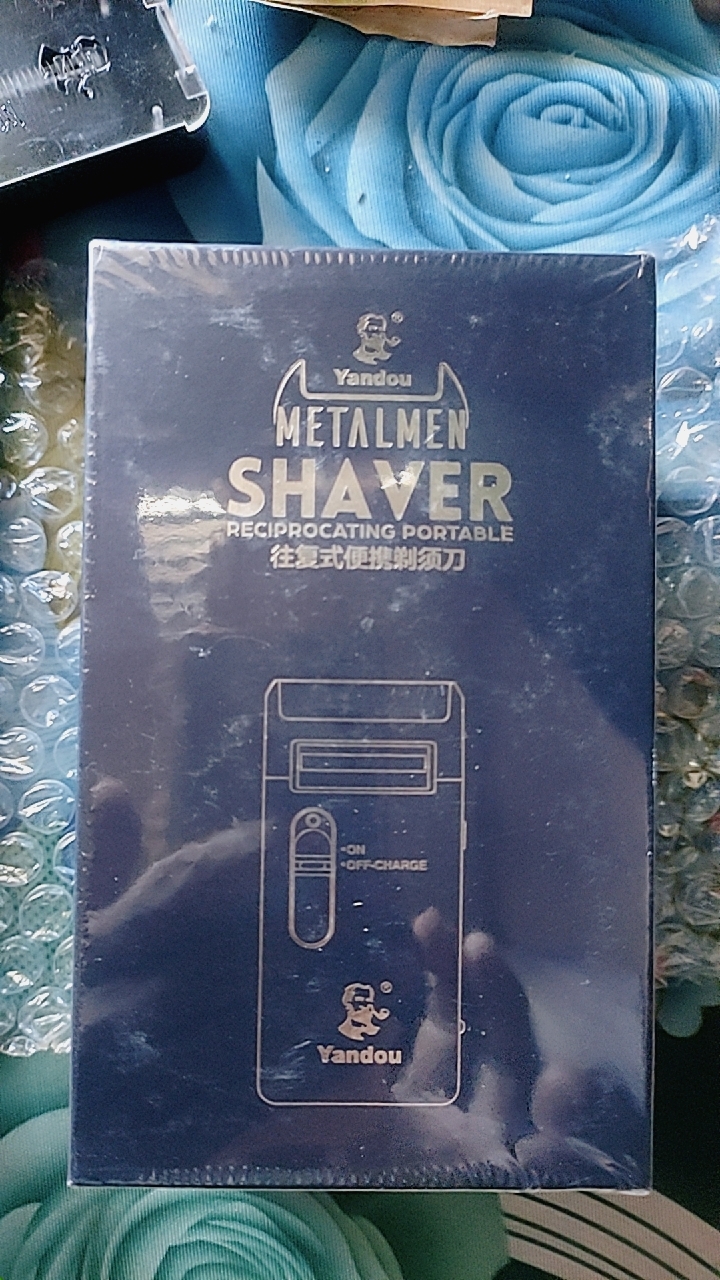 ®
Yandou
METALMEN
SHAVER
RECIPROCATING PORTABLE
往复式便携剃须刀
•ON
•OFF-CHARGE
®
Yandou